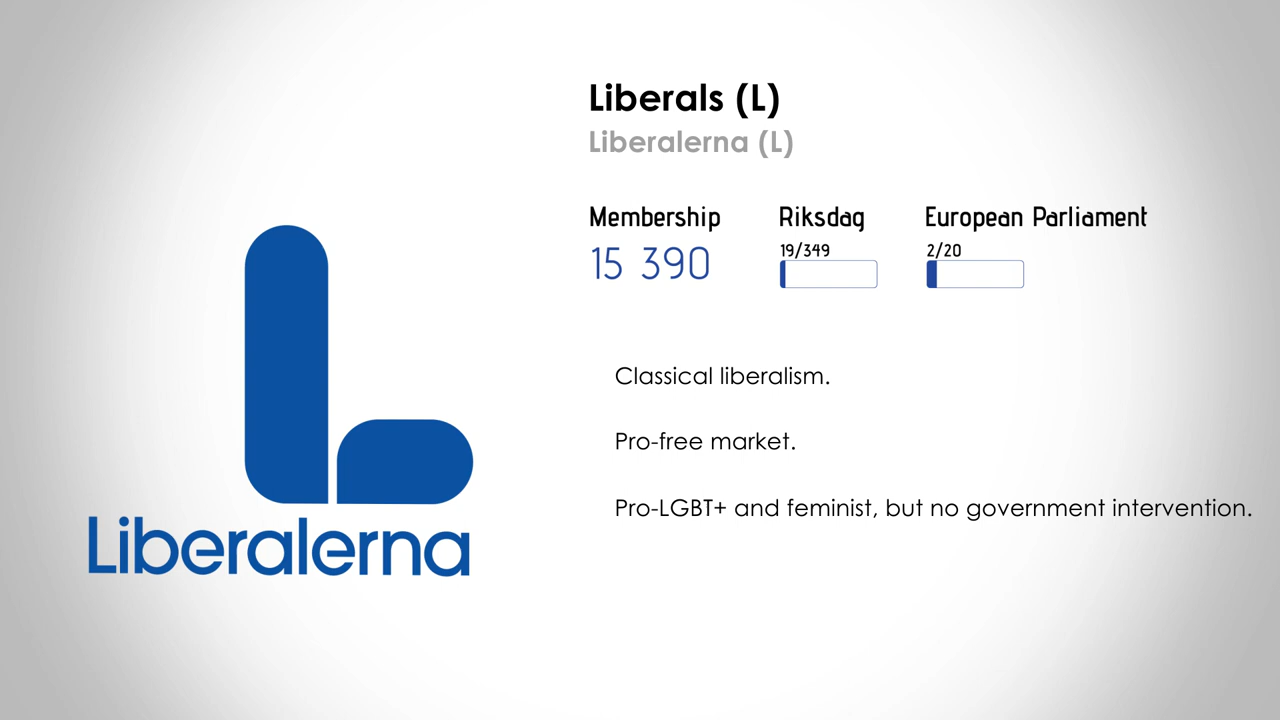 Liberals (L)
Liberalerna (L)
Membership
15 390
Riksdag
19/349
European Parliament
2/20
Classical liberalism.
Pro-free market.
Pro-LGBT+ and feminist, but no government intervention.
Liberalerna